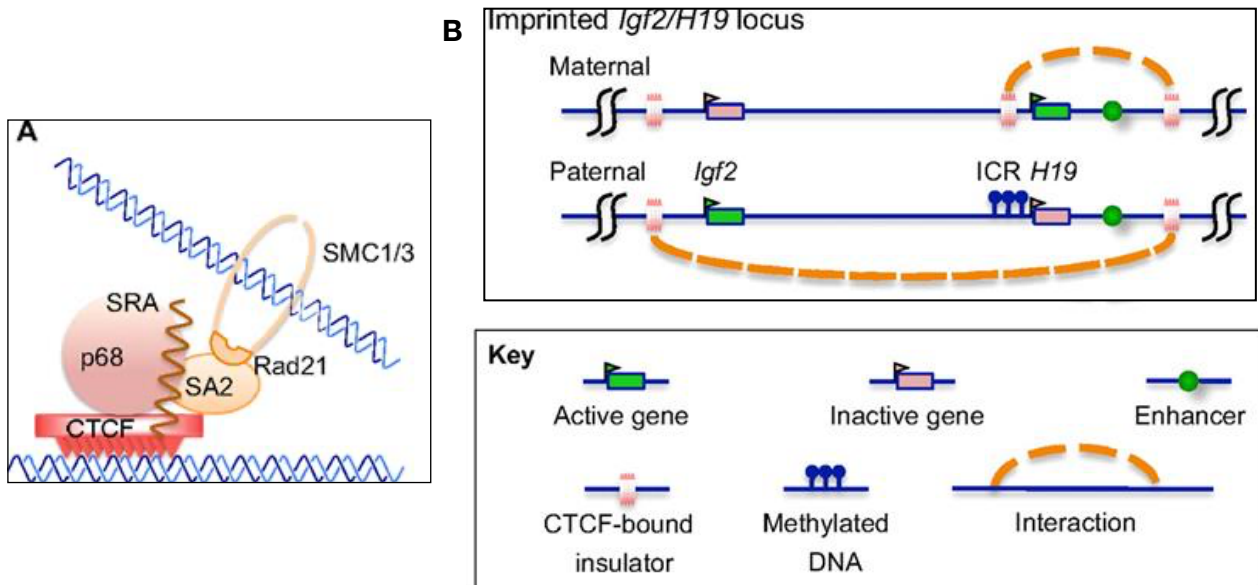 A
SRA
SMC1/3
p68
Rad21
SA2
CTCF
B
Imprinted Igf2/H19 locus
Maternal
Paternal Igf2 ICR H19
Key
Active gene Inactive gene Enhancer
CTCF-bound Methylated Interaction
insulator DNA